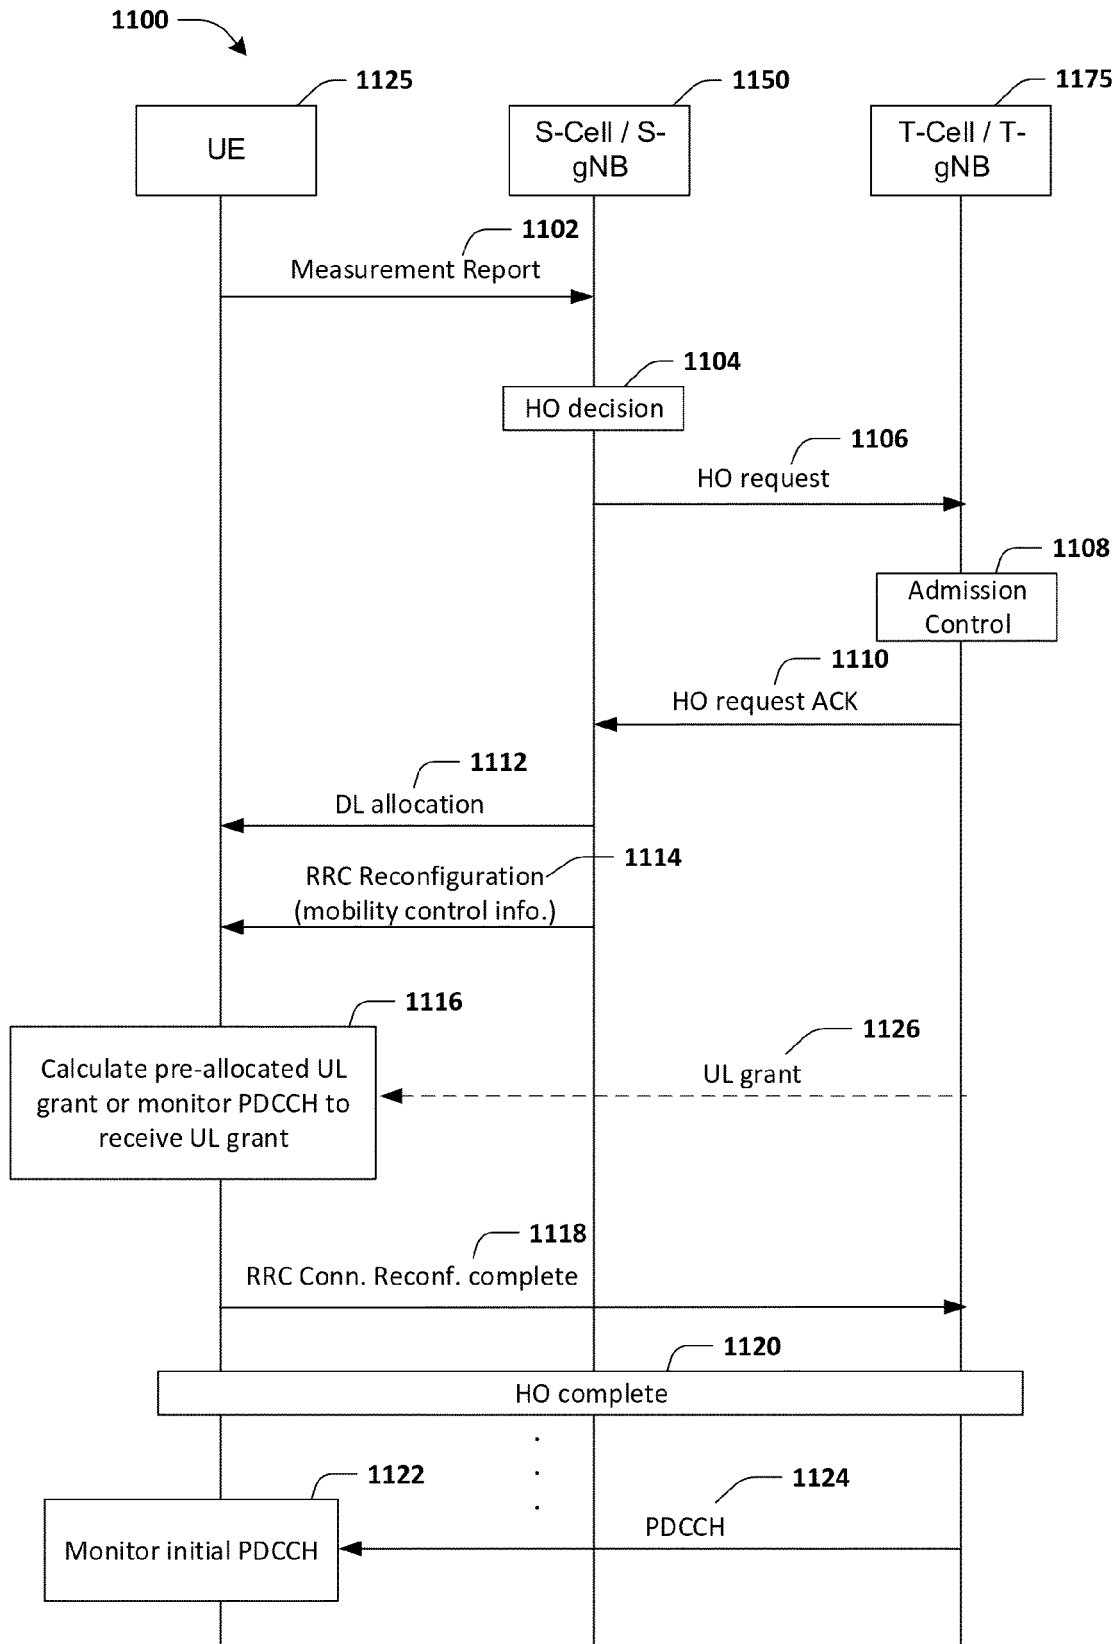 1100
1125
1150
1175
UE
S-Cell / S-
gNB
T-Cell / T-
gNB
1102
Measurement Report
1104
HO decision
1106
HO request
1108
Admission
Control
1110
HO request ACK
1112
DL allocation
1114
RRC Reconfiguration
(mobility control info.)
1116
Calculate pre-allocated UL
grant or monitor PDCCH to
receive UL grant
1126
UL grant
1118
RRC Conn. Reconf. complete
1120
HO complete
1122
Monitor initial PDCCH
1124
PDCCH